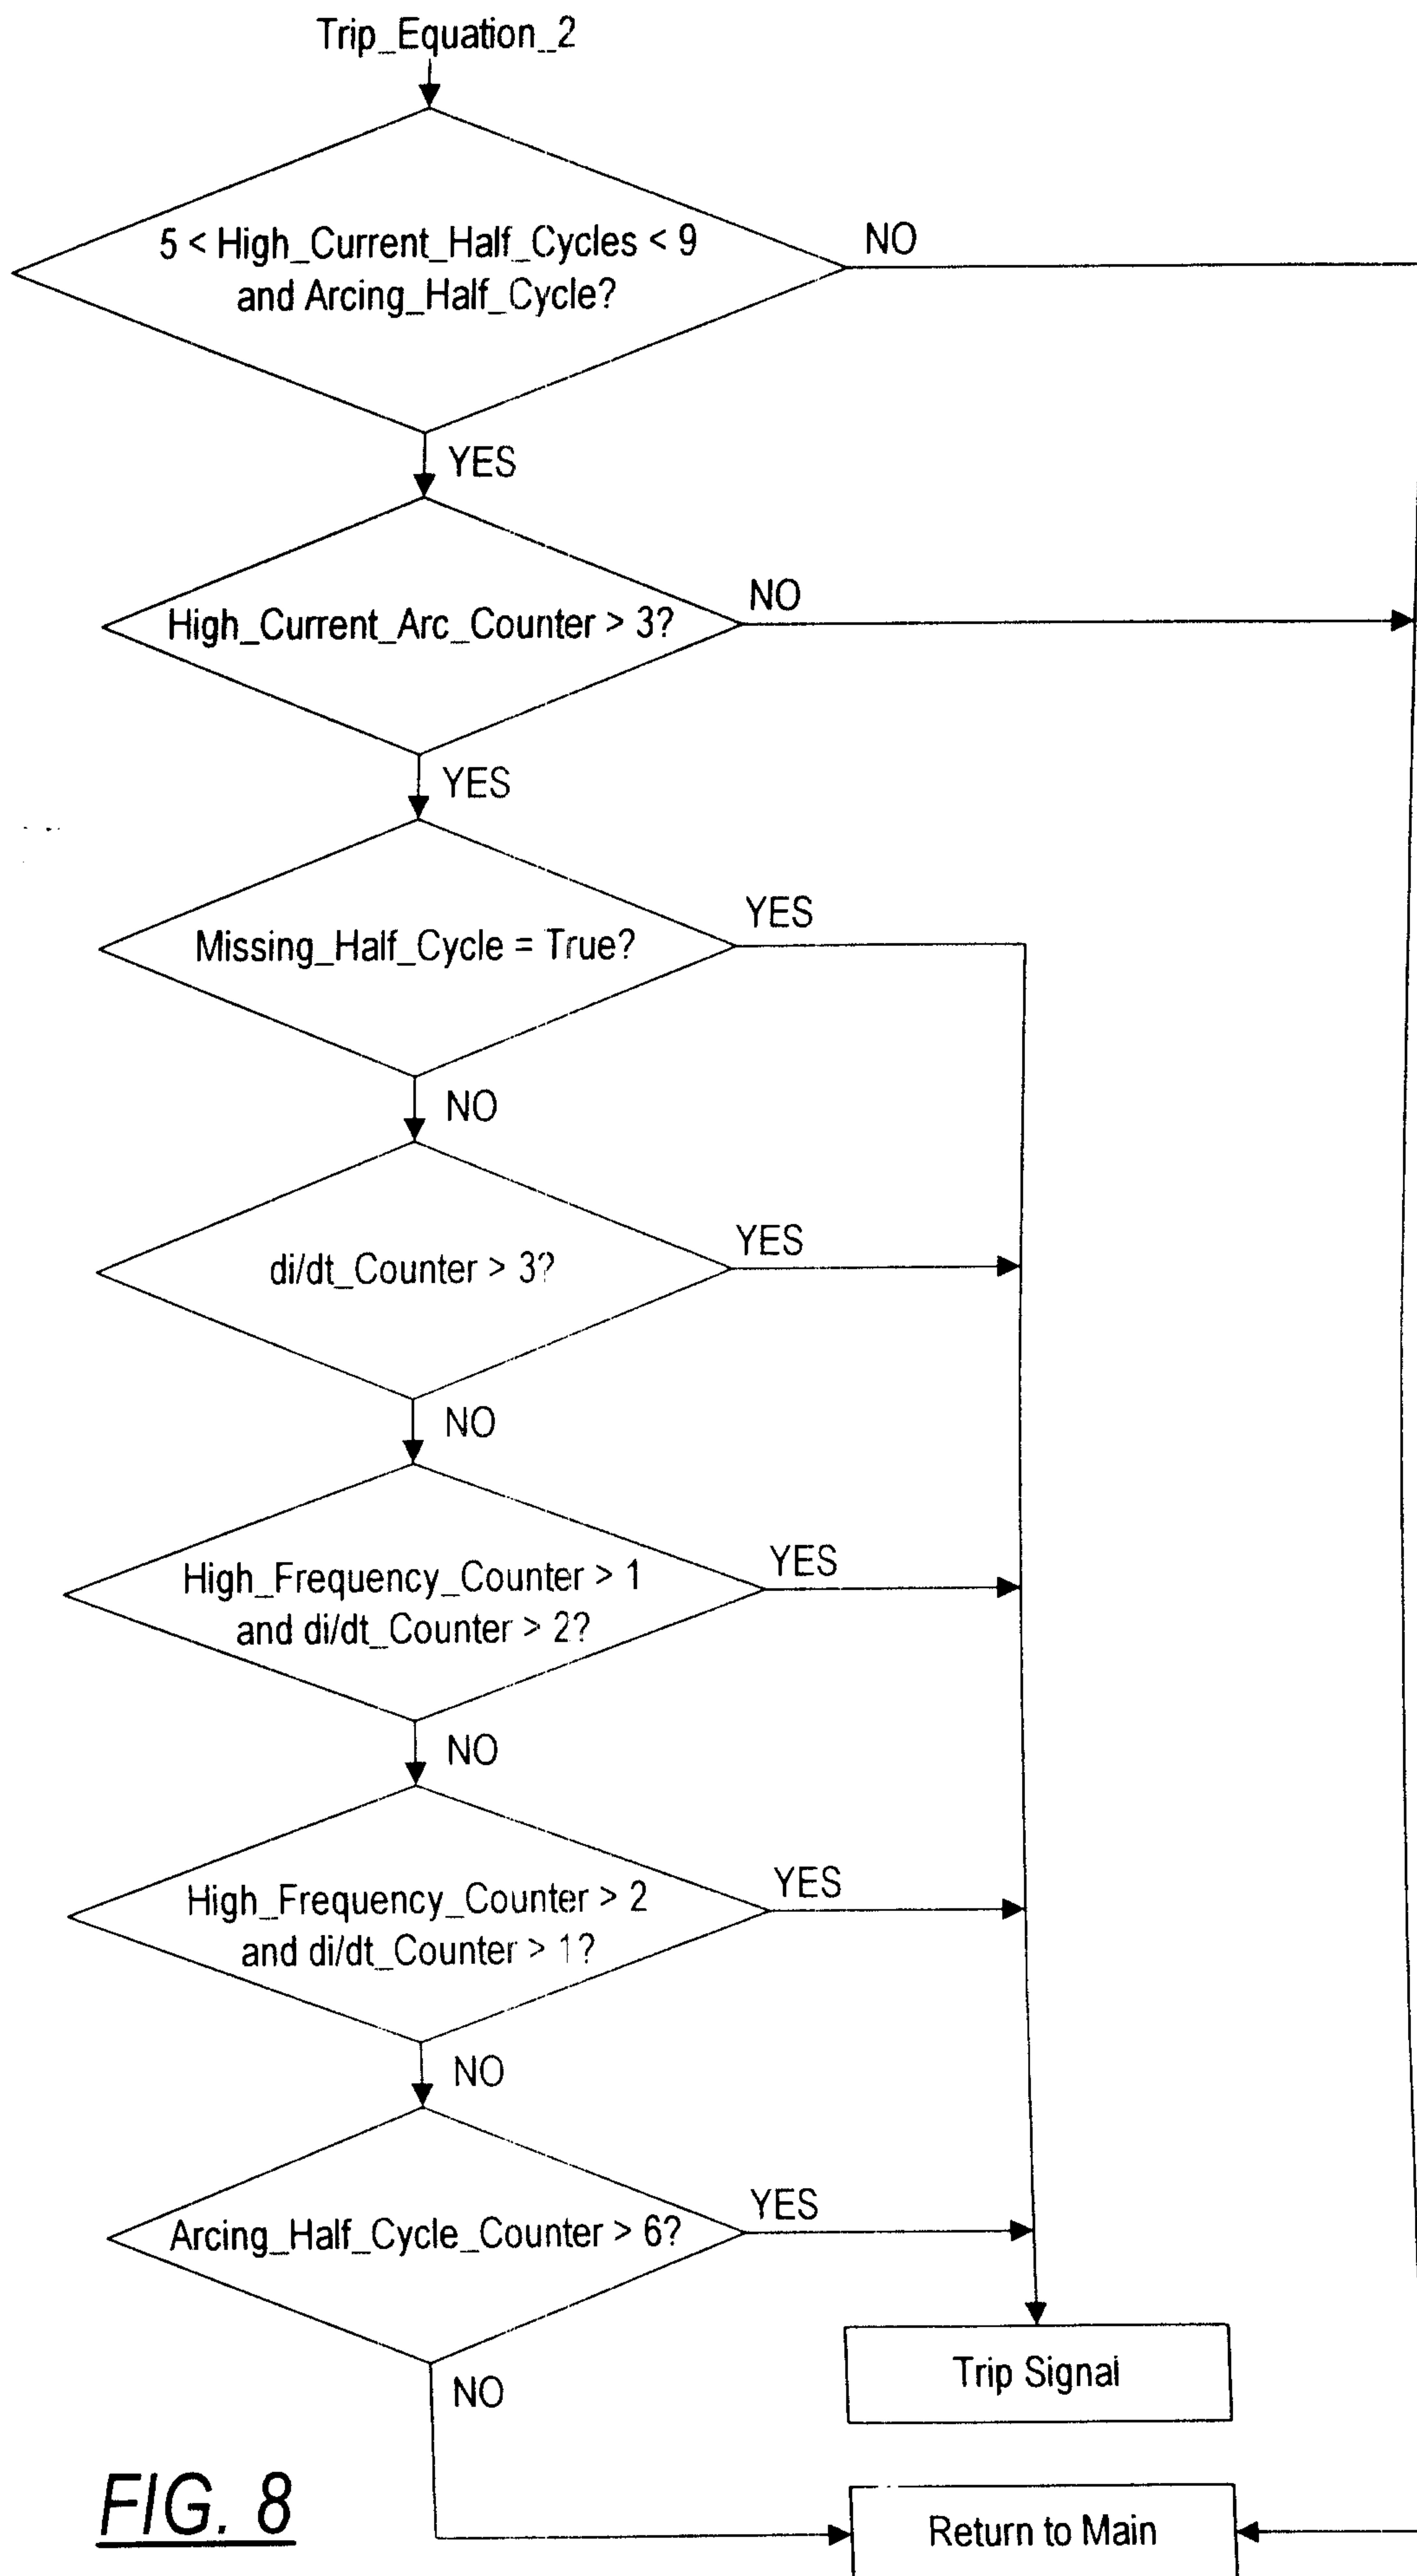 Trip_Equation_2
5 < High_Current_Half_Cycles < 9
and Arcing_Half_Cycle?
NO
YES
High_Current_Arc_Counter > 3?
NO
YES
Missing_Half_Cycle = True?
YES
NO
di/dt_Counter > 3?
YES
NO
High_Frequency_Counter > 1
and di/dt_Counter > 2?
YES
NO
High_Frequency_Counter > 2
and di/dt_Counter > 1?
YES
NO
Arcing_Half_Cycle_Counter > 6?
YES
NO
Trip Signal
Return to Main
FIG. 8